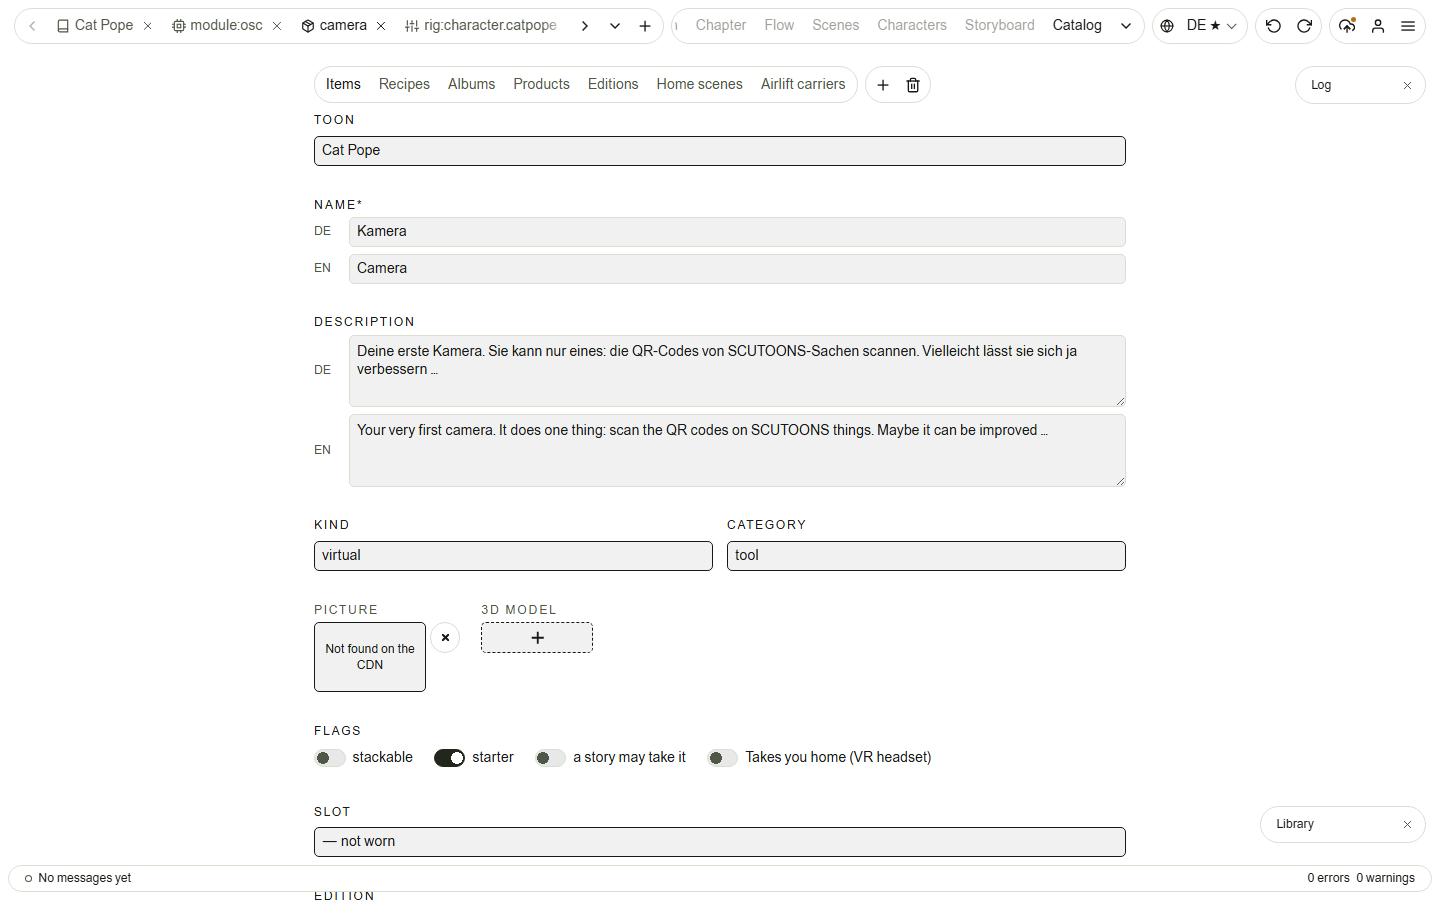 Cat Pope
module:osc
camera
rig:character.catpope
Chapter
Flow
Scenes
Characters
Storyboard
Catalog
DE ★
Items
Recipes
Albums
Products
Editions
Home scenes
Airlift carriers
Log
TOON
Cat Pope
NAME*
DE
Kamera
EN
Camera
DESCRIPTION
DE
Deine erste Kamera. Sie kann nur eines: die QR-Codes von SCUTOONS-Sachen scannen. Vielleicht lässt sie sich ja
verbessern …
EN
Your very first camera. It does one thing: scan the QR codes on SCUTOONS things. Maybe it can be improved …
KIND
CATEGORY
virtual
tool
PICTURE
3D MODEL
Not found on the
CDN
FLAGS
stackable
starter
a story may take it
Takes you home (VR headset)
SLOT
— not worn
Library
No messages yet
0 errors 0 warnings
EDITION